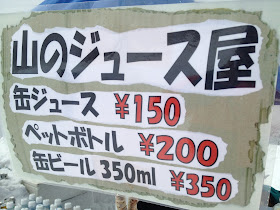 山のジュース屋
缶ジュース ¥150
ペットボトル ¥200
缶ビール 350ml ¥350